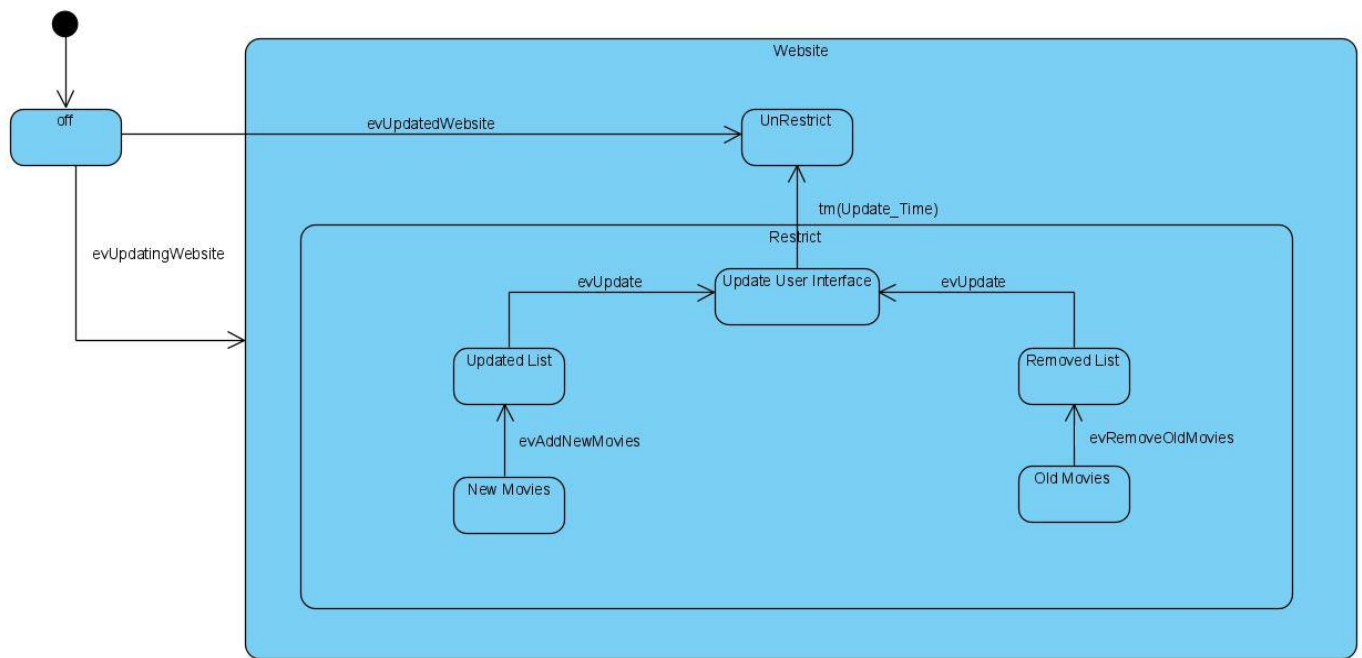 Website
off
evUpdatedWebsite
UnRestrict
tm(Update_Time)
Restrict
evUpdatingWebsite
evUpdate
Update User Interface
evUpdate
Updated List
Removed List
evAddNewMovies
evRemoveOldMovies
New Movies
Old Movies